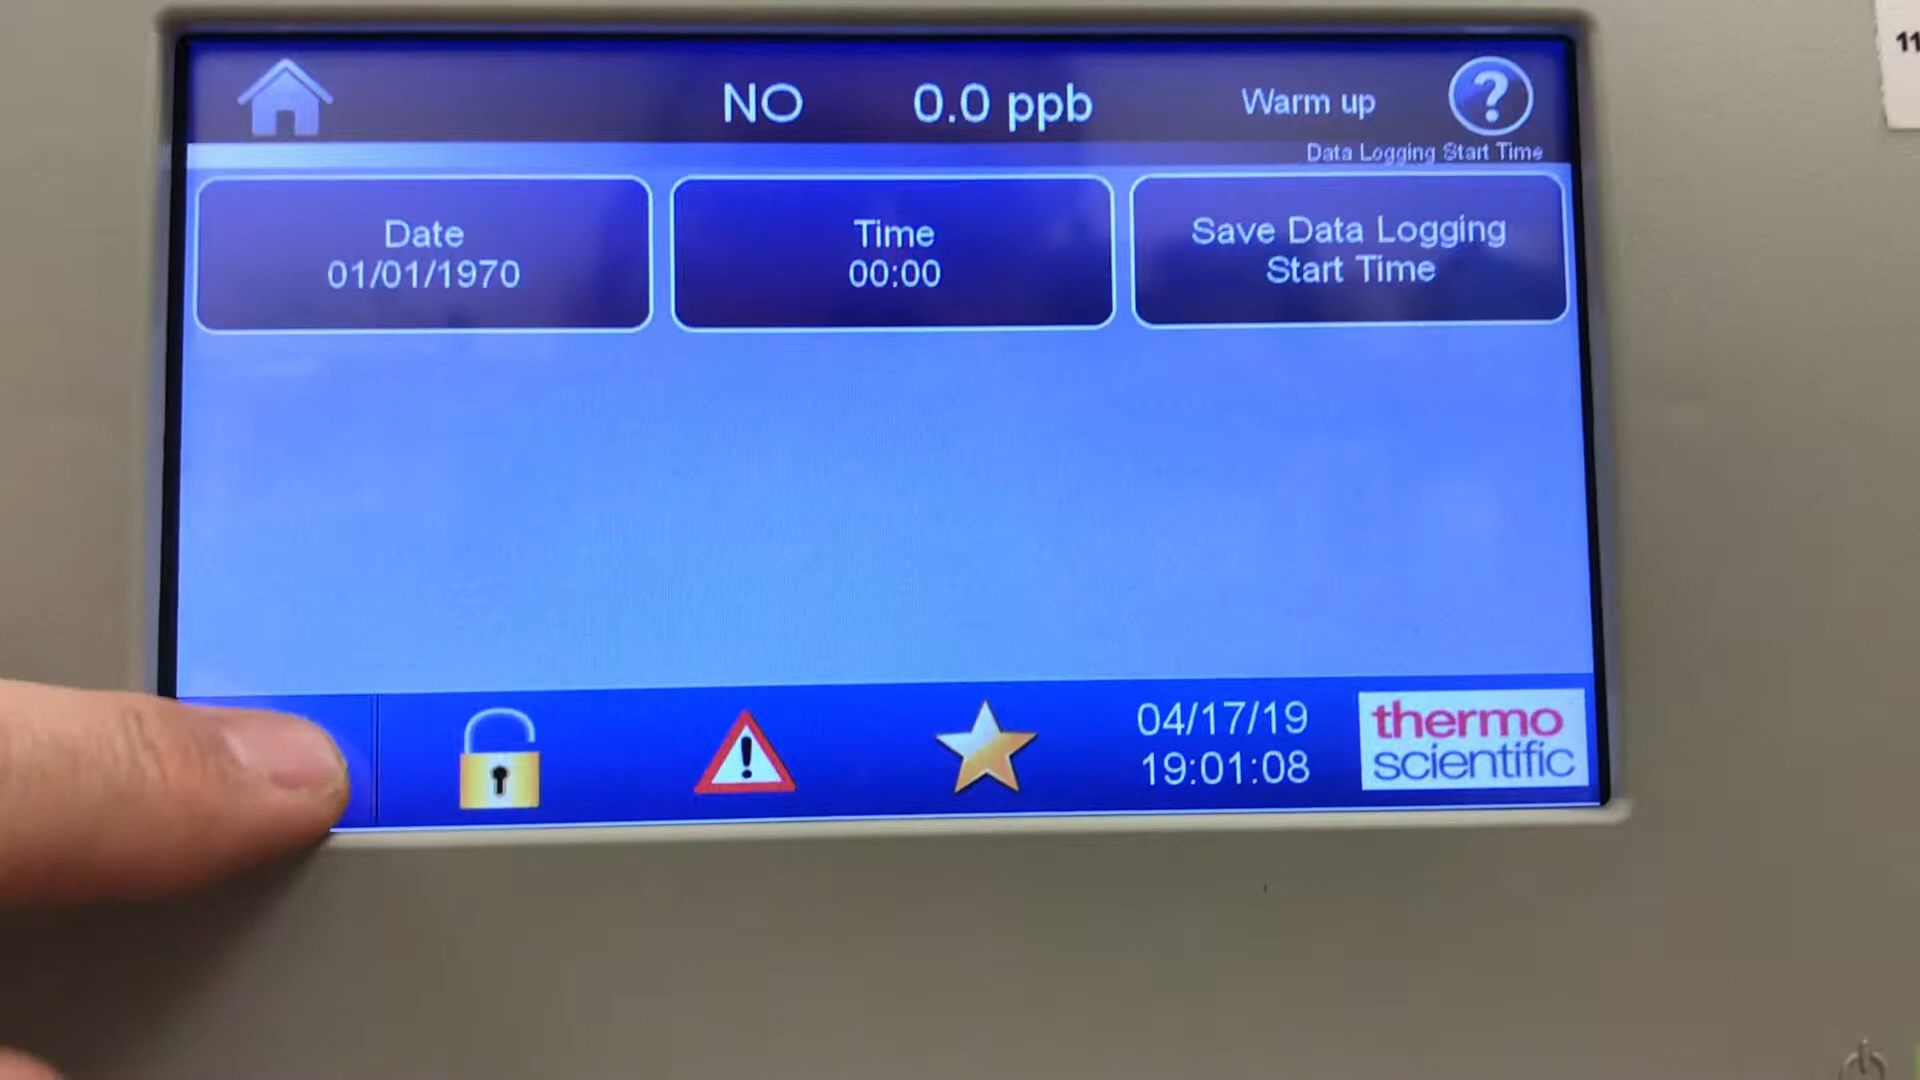 NO 0.0 ppb Warm up ?
Data Logging Start Time
Date
01/01/1970
Time
00:00
Save Data Logging
Start Time
04/17/19
19:01:08
thermo
scientific
11